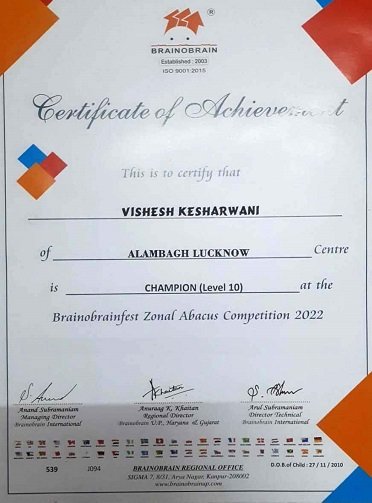 ®
BRAINOBRAIN
Established : 2003
ISO 9001:2015
Certificate of Achievement
This is to certify that
VISHESH KESHARWANI
of ALAMBAGH LUCKNOW Centre
is CHAMPION (Level 10) at the
Brainobrainfest Zonal Abacus Competition 2022
Anand Subramaniam Anuraag K. Khaitan Arul Subramaniam
Managing Director Regional Director Director Technical
Brainobrain International Brainobrain U.P., Haryana & Gujarat Brainobrain International
539 J094 BRAINOBRAIN REGIONAL OFFICE D.O.B.of Child : 27 / 11 / 2010
SIGMA 7, 8/31, Arya Nagar, Kanpur-208002
www.brainobrainup.com